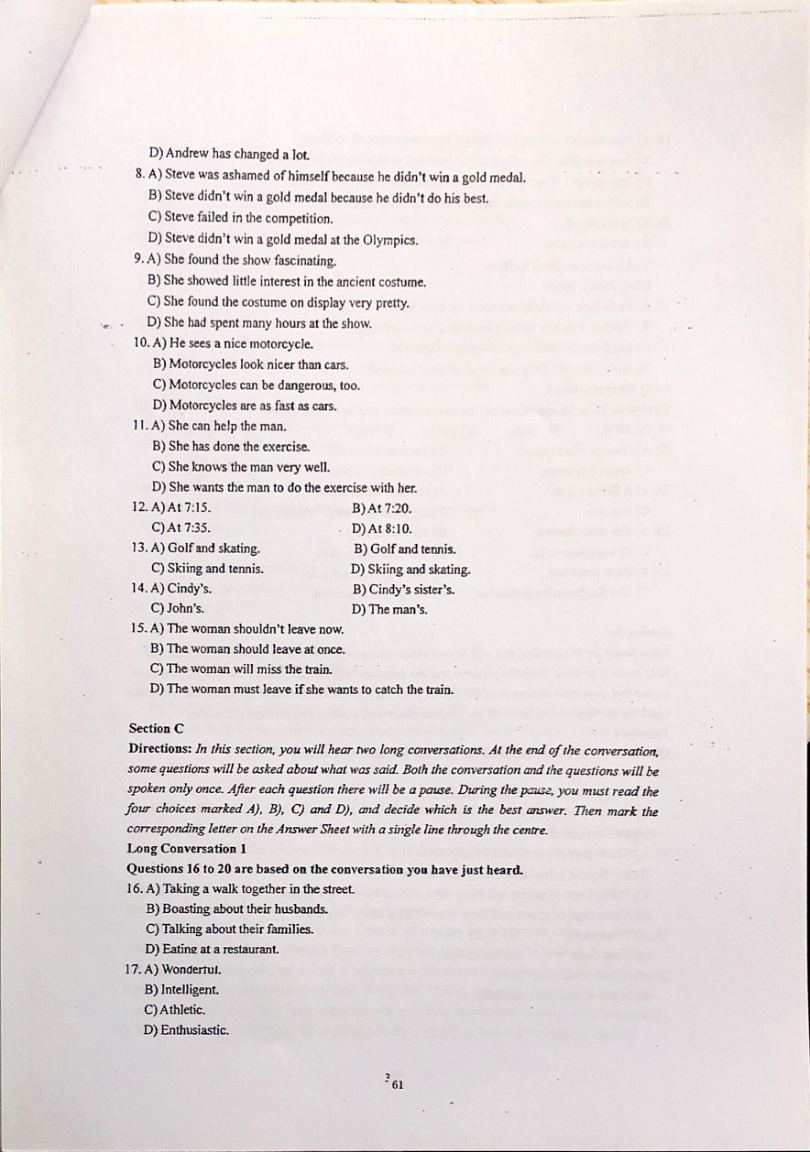 D) Andrew has changed a lot.
8. A) Steve was ashamed of himself because he didn't win a gold medal.
B) Steve didn't win a gold medal because he didn't do his best.
C) Steve failed in the competition.
D) Steve didn't win a gold medal at the Olympics.
9. A) She found the show fascinating.
B) She showed little interest in the ancient costume.
C) She found the costume on display very pretty.
D) She had spent many hours at the show.
10. A) He sees a nice motorcycle.
B) Motorcycles look nicer than cars.
C) Motorcycles can be dangerous, too.
D) Motorcycles are as fast as cars.
11. A) She can help the man.
B) She has done the exercise.
C) She knows the man very well.
D) She wants the man to do the exercise with her.
12. A) At 7:15. B) At 7:20.
C) At 7:35. D) At 8:10.
13. A) Golf and skating. B) Golf and tennis.
C) Skiing and tennis. D) Skiing and skating.
14. A) Cindy's. B) Cindy's sister's.
C) John's. D) The man's.
15. A) The woman shouldn't leave now.
B) The woman should leave at once.
C) The woman will miss the train.
D) The woman must leave if she wants to catch the train.
Section C
Directions: In this section, you will hear two long conversations. At the end of the conversation,
some questions will be asked about what was said. Both the conversation and the questions will be
spoken only once. After each question there will be a pause. During the pause, you must read the
four choices marked A), B), C) and D), and decide which is the best answer. Then mark the
corresponding letter on the Answer Sheet with a single line through the centre.
Long Conversation 1
Questions 16 to 20 are based on the conversation you have just heard.
16. A) Taking a walk together in the street.
B) Boasting about their husbands.
C) Talking about their families.
D) Eating at a restaurant.
17. A) Wonderful.
B) Intelligent.
C) Athletic.
D) Enthusiastic.
61